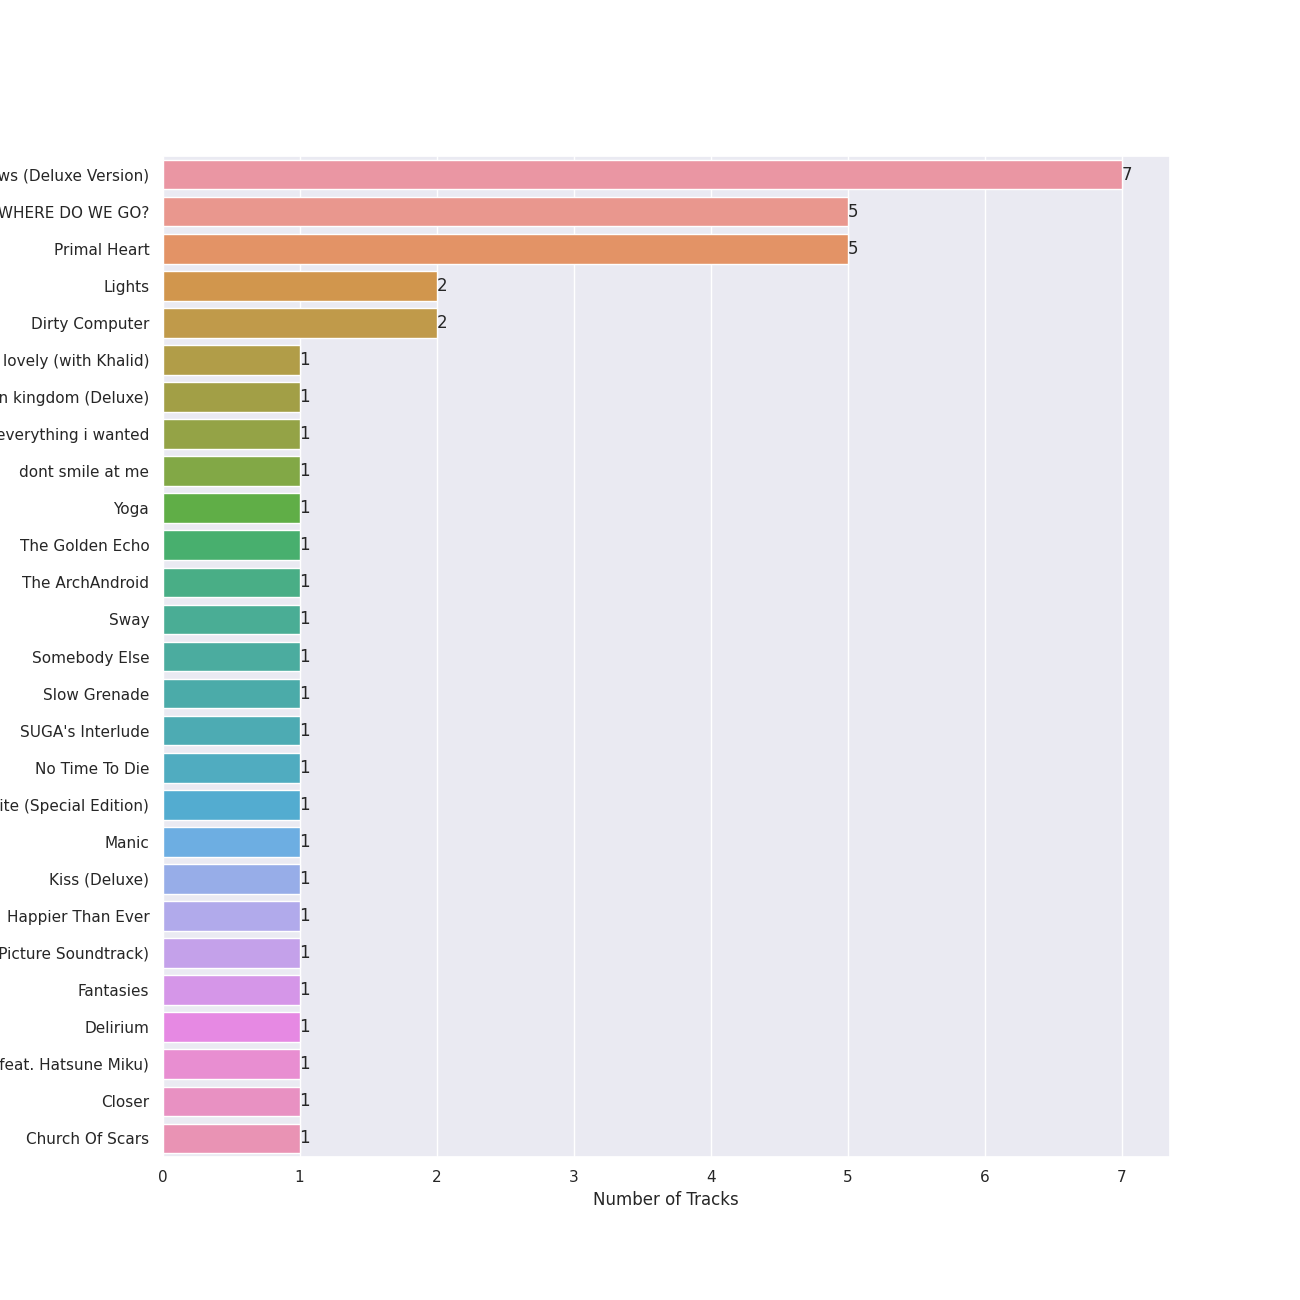 (Deluxe Version) 7
WHERE DO WE GO? 5
Primal Heart 5
Lights 2
Dirty Computer 2
lovely (with Khalid) 1
kingdom (Deluxe) 1
everything i wanted 1
dont smile at me 1
Yoga 1
The Golden Echo 1
The ArchAndroid 1
Sway 1
Somebody Else 1
Slow Grenade 1
SUGA's Interlude 1
No Time To Die 1
(Special Edition) 1
Manic 1
Kiss (Deluxe) 1
Happier Than Ever 1
Picture Soundtrack) 1
Fantasies 1
Delirium 1
feat. Hatsune Miku) 1
Closer 1
Church Of Scars 1
0 1 2 3 4 5 6 7
Number of Tracks